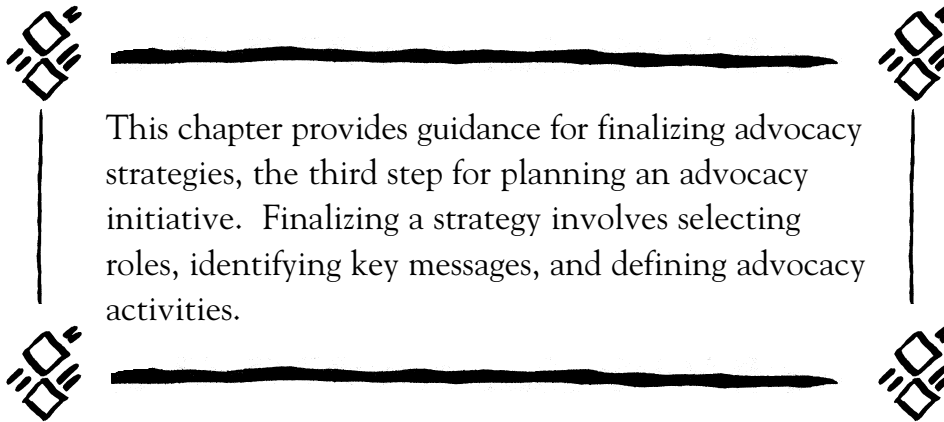 This chapter provides guidance for finalizing advocacy
strategies, the third step for planning an advocacy
initiative.  Finalizing a strategy involves selecting
roles, identifying key messages, and defining advocacy
activities.